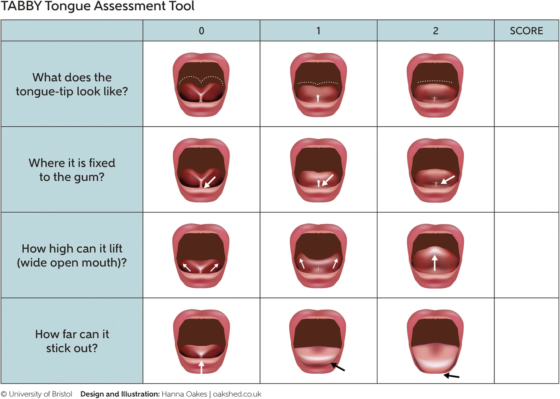 TABBY Tongue Assessment Tool
0 1 2 SCORE
What does the
tongue-tip look like?
Where it is fixed
to the gum?
How high can it lift
(wide open mouth)?
How far can it
stick out?
© University of Bristol Design and Illustration: Hanna Oakes | oakshed.co.uk